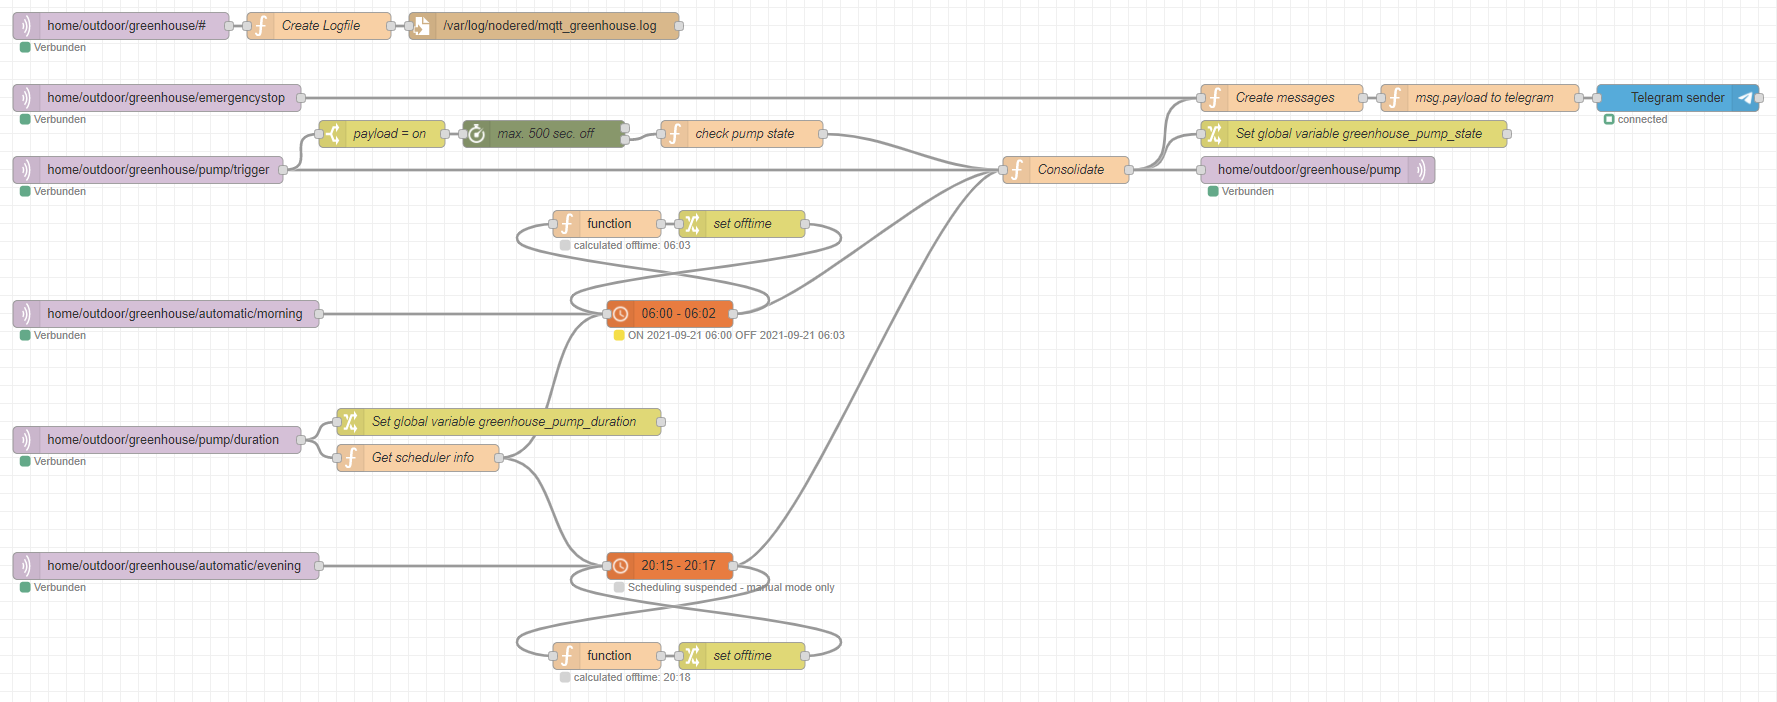 home/outdoor/greenhouse/#
Create Logfile
/var/log/nodered/mqtt_greenhouse.log
Verbunden
home/outdoor/greenhouse/emergencystop
Create messages
msg.payload to telegram
Telegram sender
Verbunden
connected
payload = on
max. 500 sec. off
check pump state
Set global variable greenhouse_pump_state
home/outdoor/greenhouse/pump/trigger
Consolidate
home/outdoor/greenhouse/pump
Verbunden
Verbunden
function
set offtime
calculated offtime: 06:03
home/outdoor/greenhouse/automatic/morning
06:00 - 06:02
Verbunden
ON 2021-09-21 06:00 OFF 2021-09-21 06:03
Set global variable greenhouse_pump_duration
home/outdoor/greenhouse/pump/duration
Get scheduler info
Verbunden
home/outdoor/greenhouse/automatic/evening
20:15 - 20:17
Verbunden
Scheduling suspended - manual mode only
function
set offtime
calculated offtime: 20:18